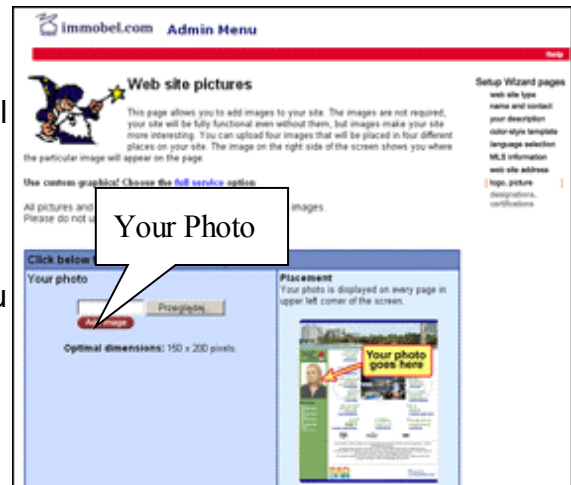 immobel.com Admin Menu
Help
Web site pictures
This page allows you to add images to your site. The images are not required,
your site will be fully functional even without them, but images make your site
more interesting. You can upload four images that will be placed in four different
places on your site. The image on the right side of the screen shows you where
the particular image will appear on the page.
Use custom graphics! Choose the full service option
All pictures and images.
Please do not u
Setup Wizard pages
web site type
name and contact
your description
color-style template
language selection
MLS information
web site address
[ logo, picture ]
designations,
certifications
l
u
Your Photo
Click below
Your photo
Przeglądaj...
Add image
Optimal dimensions: 150 x 200 pixels.
Placement
Your photo is displayed on every page in
upper left corner of the screen.
Your photo
goes here